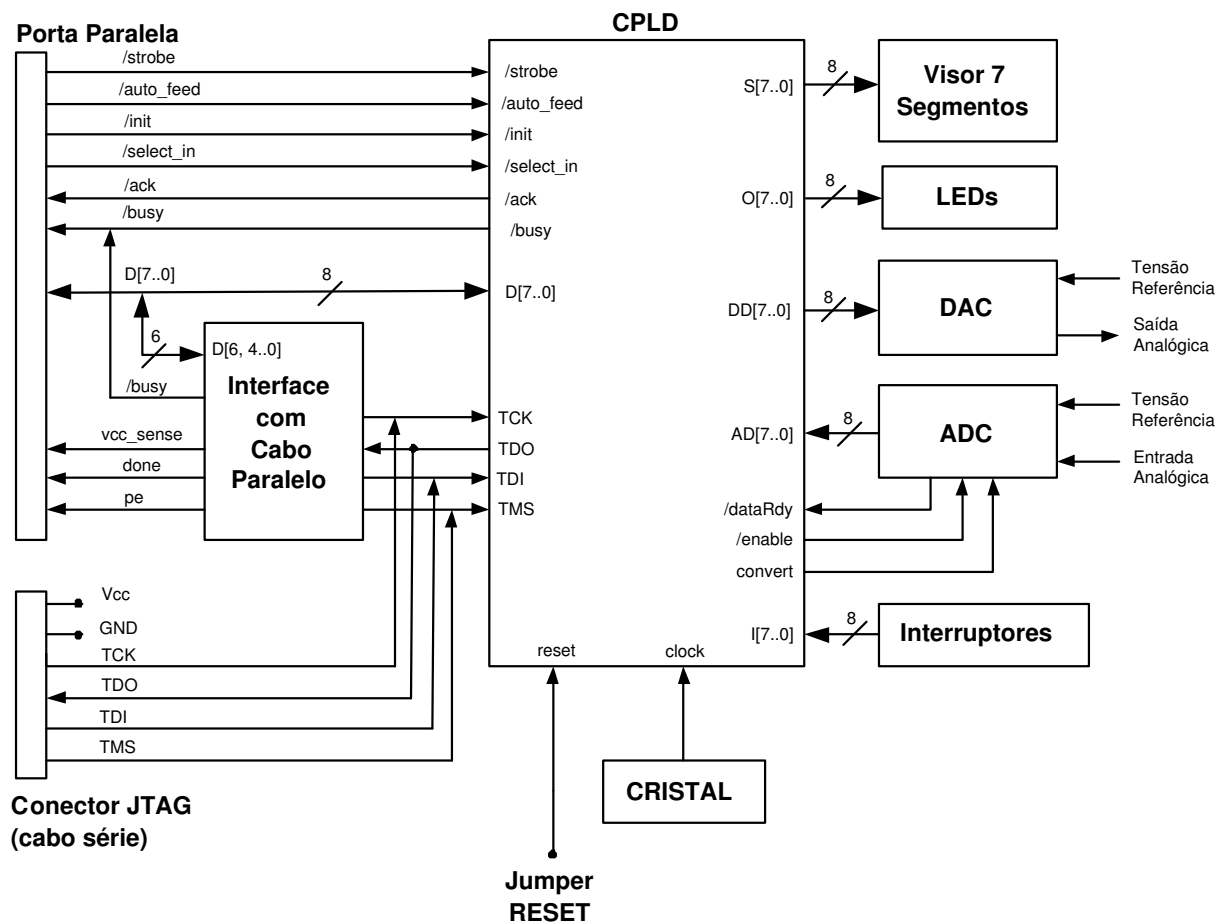 CPLD
Porta Paralela
/strobe
/auto_feed
/init
/select_in
/ack
/busy
D[7..0]
8
6
D[6, 4..0]
/busy
vcc_sense
done
pe
Interface
com
Cabo
Paralelo
/strobe
/auto_feed
/init
/select_in
/ack
/busy
D[7..0]
TCK
TDO
TDI
TMS
reset
clock
S[7..0]
8
Visor 7
Segmentos
O[7..0]
8
LEDs
DD[7..0]
8
DAC
Tensão
Referência
Saída
Analógica
AD[7..0]
8
ADC
Tensão
Referência
Entrada
Analógica
/dataRdy
/enable
convert
I[7..0]
8
Interruptores
Vcc
GND
TCK
TDO
TDI
TMS
Conector JTAG
(cabo série)
CRISTAL
Jumper
RESET